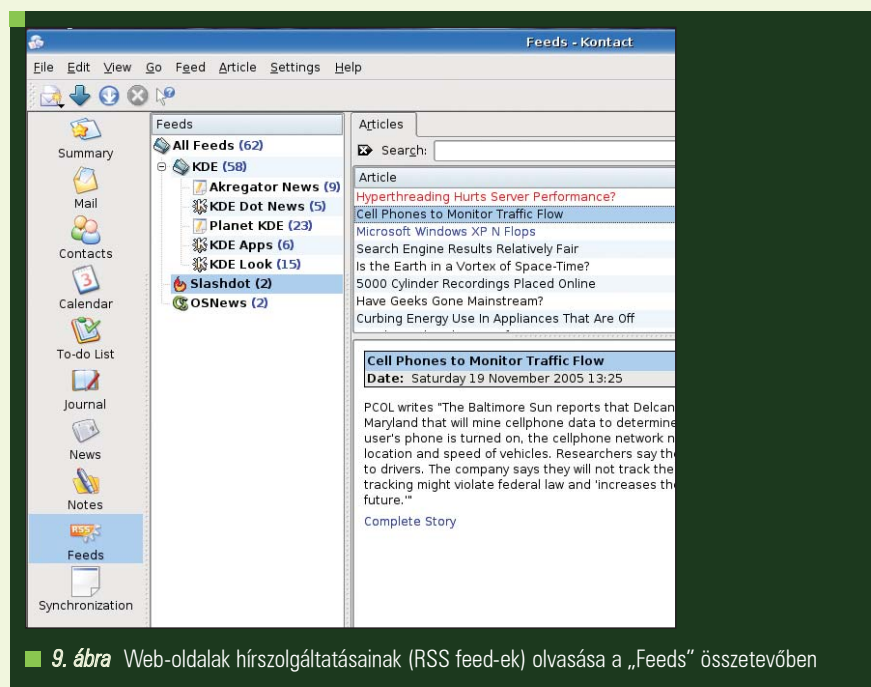 Feeds - Kontact
File Edit View Go Feed Article Settings Help
Summary
Mail
Contacts
3
Calendar
To-do List
Journal
News
Notes
RSS
Feeds
Synchronization
Feeds
All Feeds (62)
KDE (58)
Akregator News (9)
KDE Dot News (5)
Planet KDE (23)
KDE Apps (6)
KDE Look (15)
Slashdot (2)
OSNews (2)
Articles
Search:
Article
Hyperthreading Hurts Server Performance?
Cell Phones to Monitor Traffic Flow
Microsoft Windows XP N Flops
Search Engine Results Relatively Fair
Is the Earth in a Vortex of Space-Time?
5000 Cylinder Recordings Placed Online
Have Geeks Gone Mainstream?
Curbing Energy Use In Appliances That Are Off
Cell Phones to Monitor Traffic Flow
Date: Saturday 19 November 2005 13:25
PCOL writes "The Baltimore Sun reports that Delcan
Maryland that will mine cellphone data to determine
user's phone is turned on, the cellphone network n
location and speed of vehicles. Researchers say the
to drivers. The company says they will not track the
tracking might violate federal law and 'increases the
future.'"
Complete Story
9. ábra Web-oldalak hírszolgáltatásainak (RSS feed-ek) olvasása a „Feeds” összetevőben